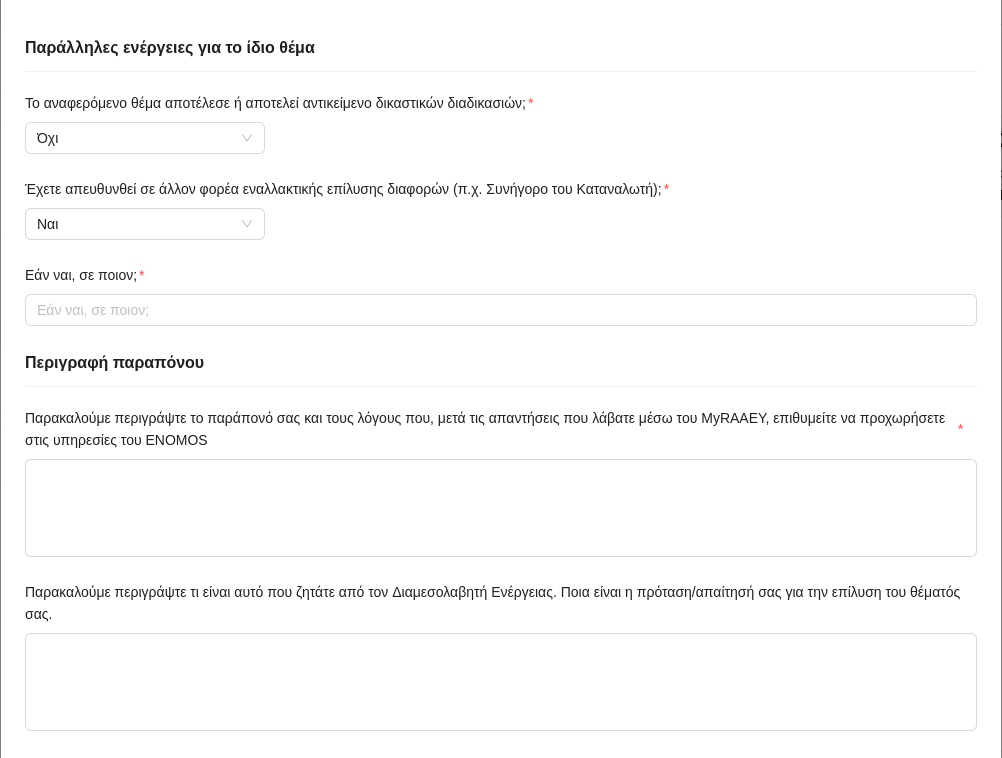 Παράλληλες ενέργειες για το ίδιο θέμα
Το αναφερόμενο θέμα αποτέλεσε ή αποτελεί αντικείμενο δικαστικών διαδικασιών; *
Όχι
Έχετε απευθυνθεί σε άλλον φορέα εναλλακτικής επίλυσης διαφορών (π.χ. Συνήγορο του Καταναλωτή); *
Ναι
Εάν ναι, σε ποιον; *
Εάν ναι, σε ποιον;
Περιγραφή παραπόνου
Παρακαλούμε περιγράψτε το παράπονό σας και τους λόγους που, μετά τις απαντήσεις που λάβατε μέσω του MyRAAEY, επιθυμείτε να προχωρήσετε
στις υπηρεσίες του ENOMOS *
Παρακαλούμε περιγράψτε τι είναι αυτό που ζητάτε από τον Διαμεσολαβητή Ενέργειας. Ποια είναι η πρόταση/απαίτησή σας για την επίλυση του θέματός
σας.